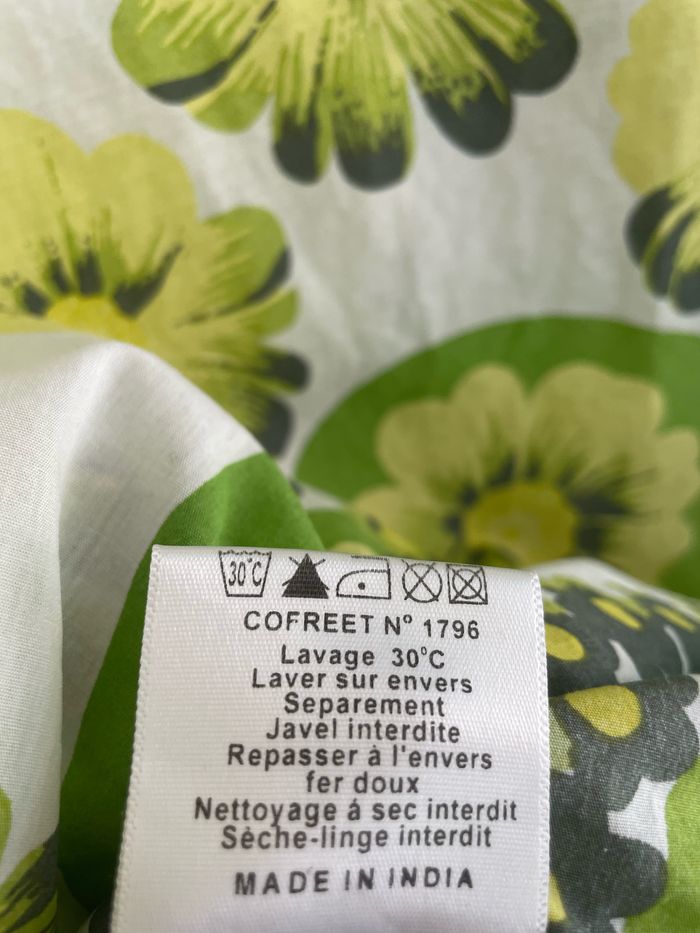 30°C
COFREET Nº 1796
Lavage 30°C
Laver sur envers
Separement
Javel interdite
Repasser à l'envers
fer doux
Nettoyage á sec interdit
Sèche-linge interdit
MADE IN INDIA